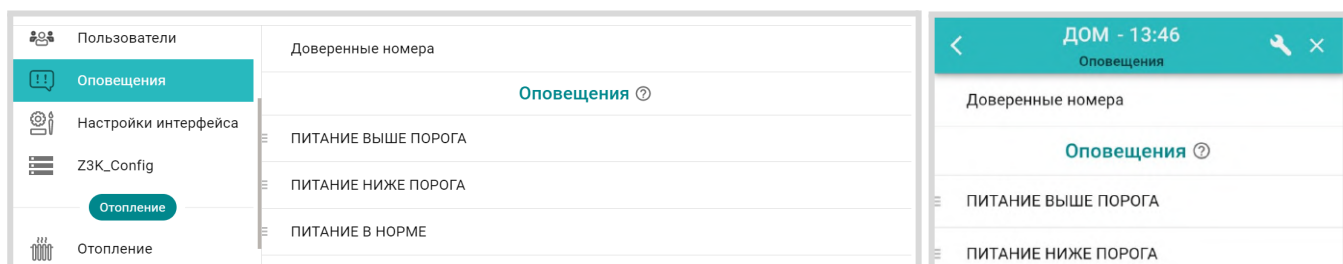 Пользователи
Оповещения
Настройки интерфейса
Z3K_Config
Отопление
Отопление
Доверенные номера
Оповещения ?
ПИТАНИЕ ВЫШЕ ПОРОГА
ПИТАНИЕ НИЖЕ ПОРОГА
ПИТАНИЕ В НОРМЕ
ДОМ - 13:46
Оповещения
Доверенные номера
Оповещения ?
ПИТАНИЕ ВЫШЕ ПОРОГА
ПИТАНИЕ НИЖЕ ПОРОГА